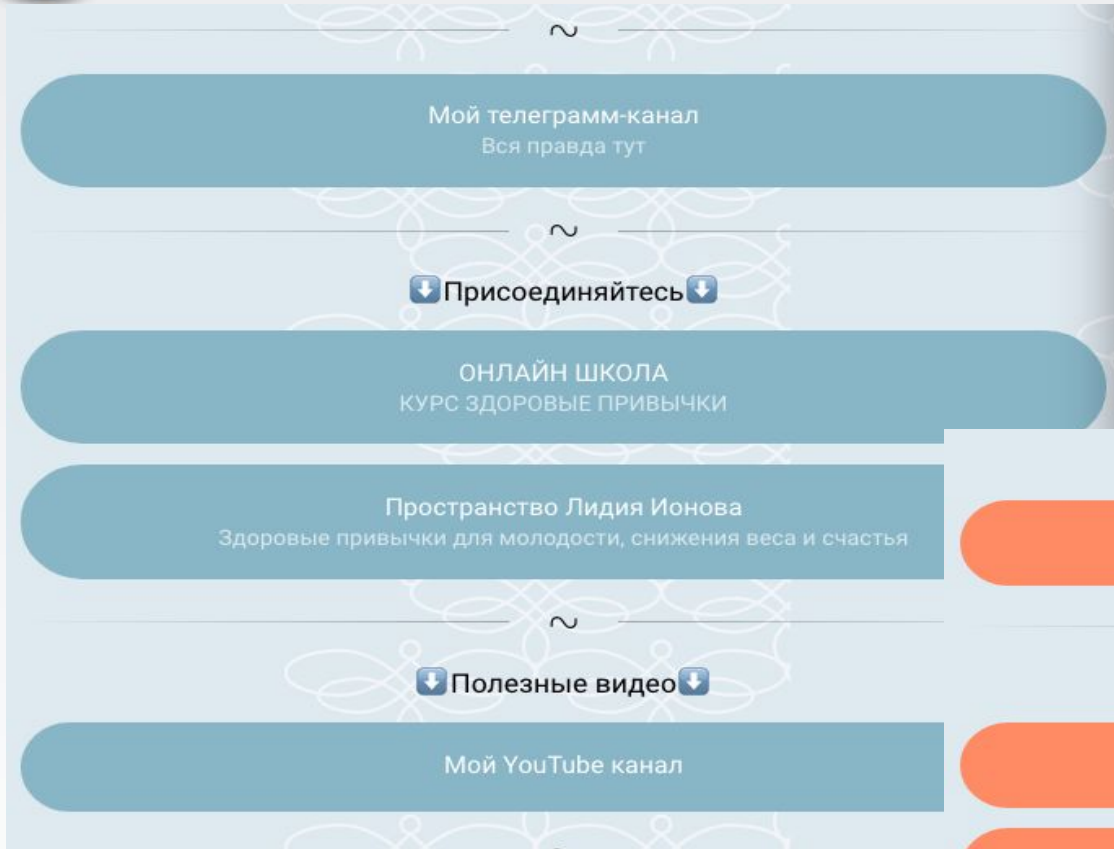 Мой телеграмм-канал
Вся правда тут
Присоединяйтесь
ОНЛАЙН ШКОЛА
КУРС ЗДОРОВЫЕ ПРИВЫЧКИ
Пространство Лидия Ионова
Здоровые привычки для молодости, снижения веса и счастья
Полезные видео
Мой YouTube канал